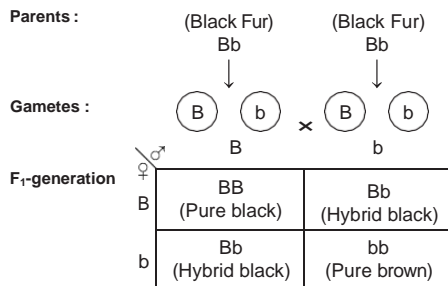 Parents : (Black Fur) (Black Fur)
Bb Bb
Gametes : B b × B b
♂ B b
♀
F₁-generation
B BB Bb
(Pure black) (Hybrid black)
b Bb bb
(Hybrid black) (Pure brown)